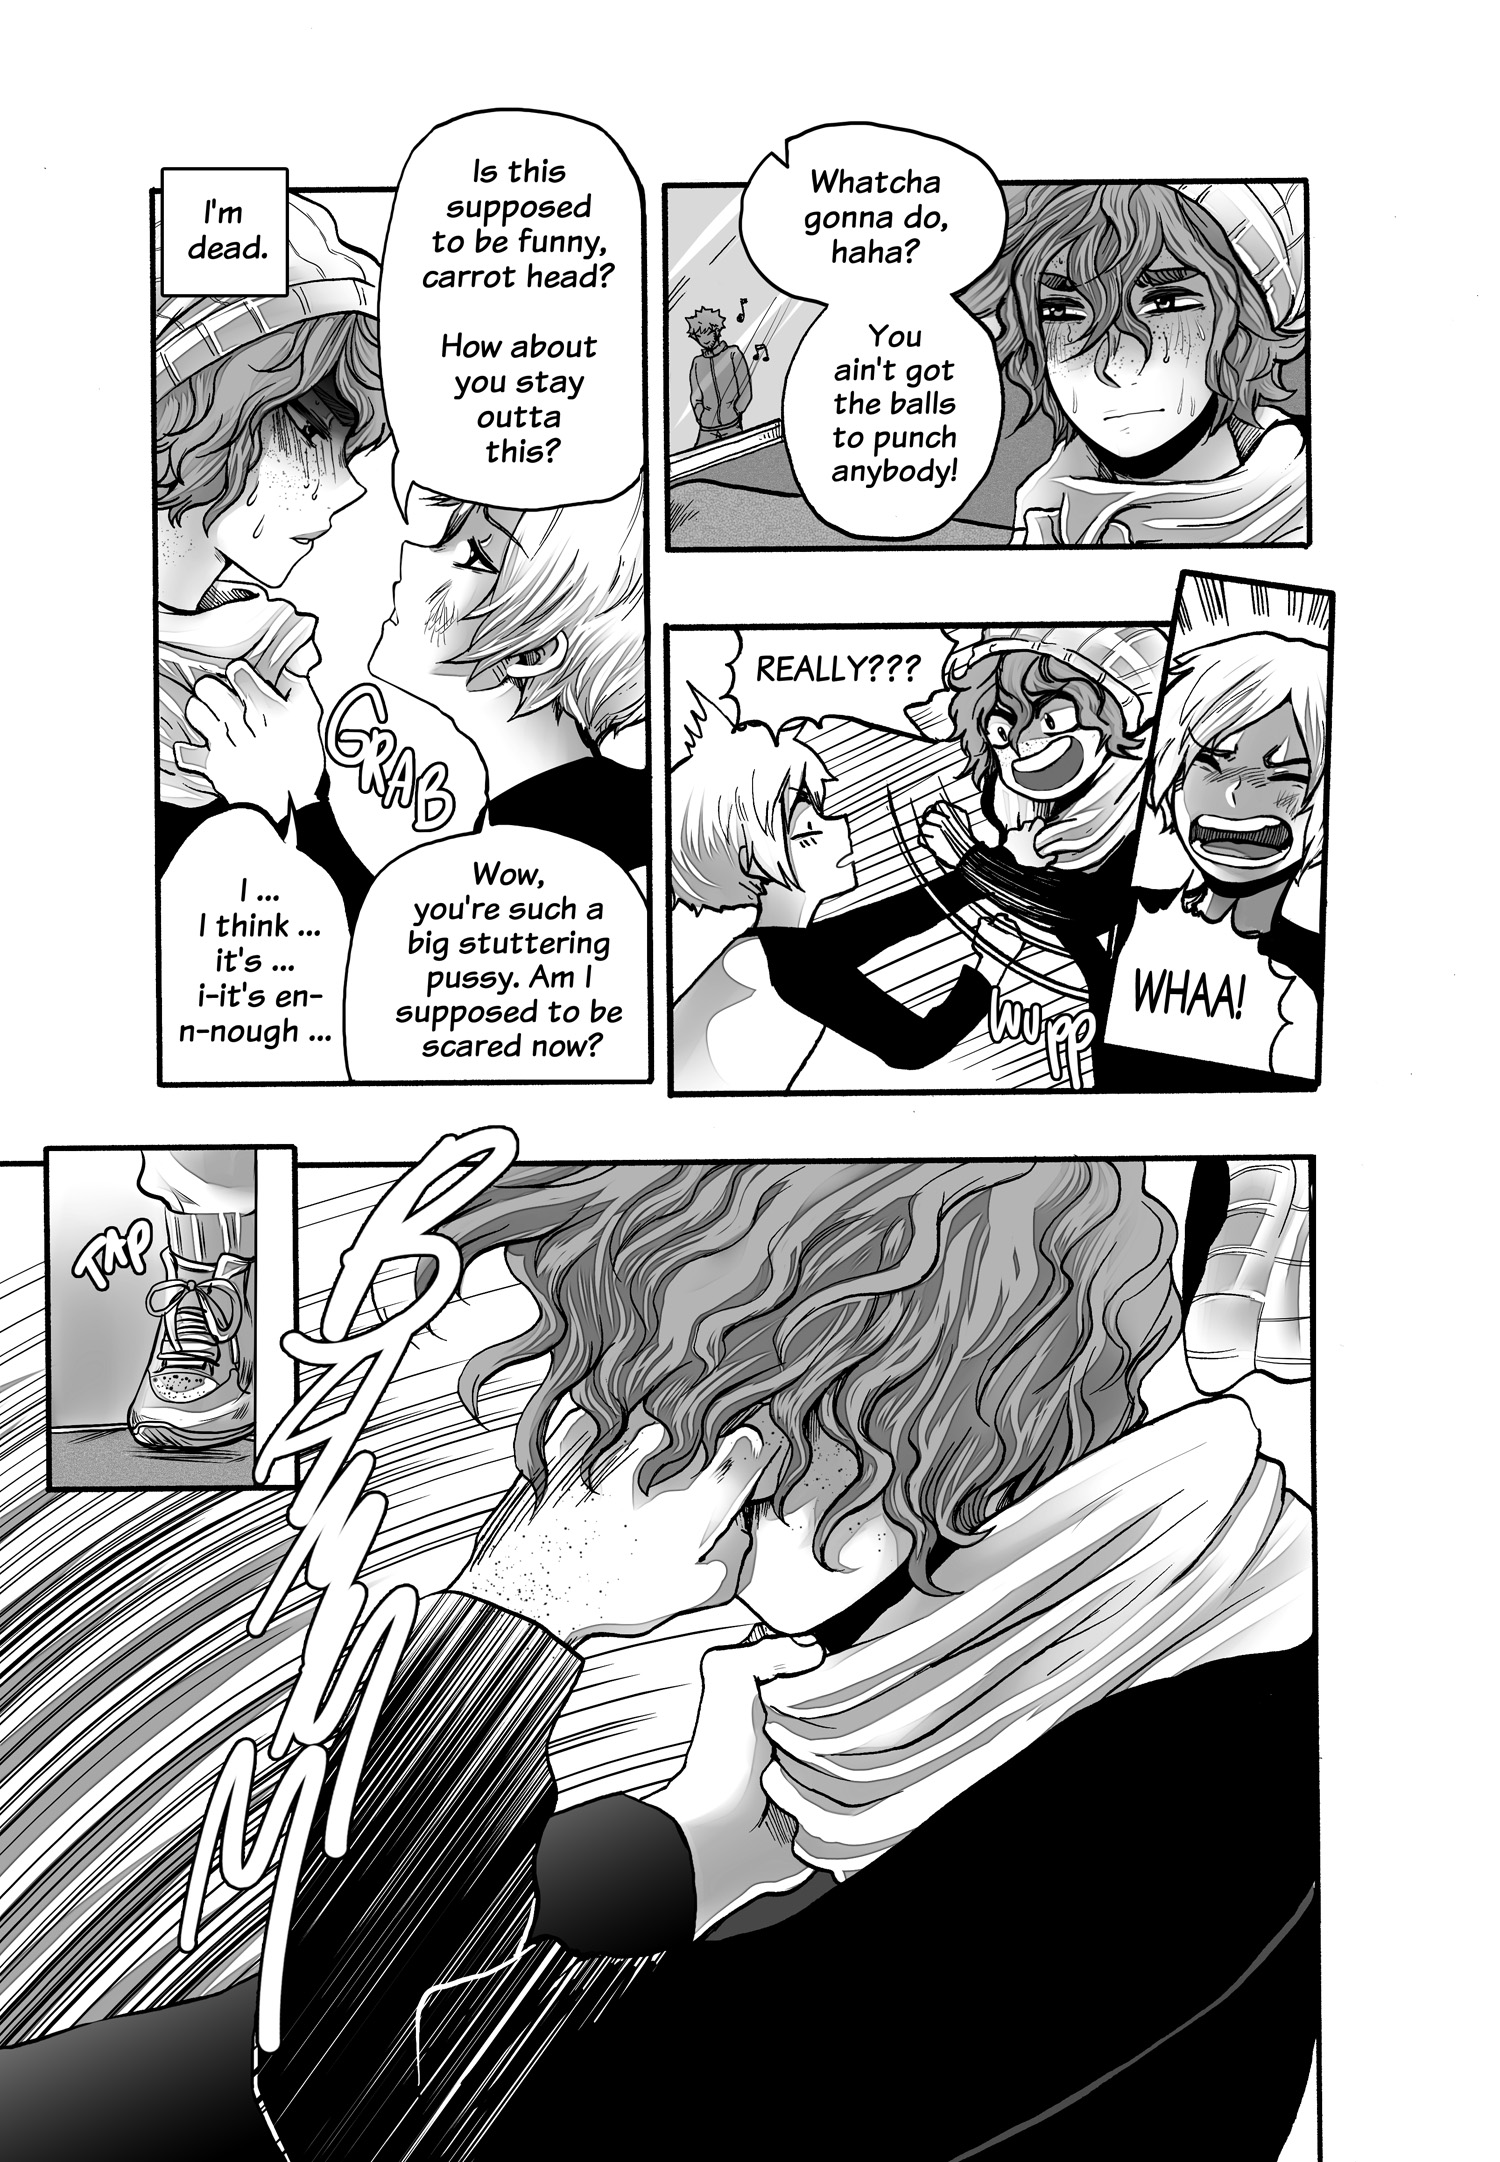 I'm
dead.
Is this
supposed
to be funny,
carrot head?
How about
you stay
outta
this?
GRAB
I ...
I think ...
it's ...
i-it's en-
n-nough ...
Wow,
you're such a
big stuttering
pussy. Am I
supposed to be
scared now?
Whatcha
gonna do,
haha?
You
ain't got
the balls
to punch
anybody!
REALLY???
WUPP
WHAA!
TAP
BAMMM